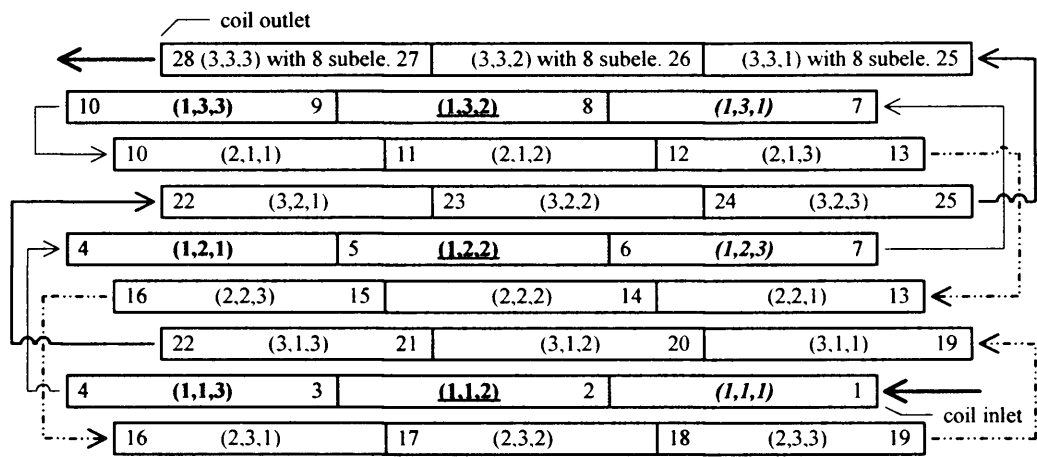 coil outlet
28 (3,3,3) with 8 subele. 27 (3,3,2) with 8 subele. 26 (3,3,1) with 8 subele. 25
10 (1,3,3) 9 (1,3,2) 8 (1,3,1) 7
10 (2,1,1) 11 (2,1,2) 12 (2,1,3) 13
22 (3,2,1) 23 (3,2,2) 24 (3,2,3) 25
4 (1,2,1) 5 (1,2,2) 6 (1,2,3) 7
16 (2,2,3) 15 (2,2,2) 14 (2,2,1) 13
22 (3,1,3) 21 (3,1,2) 20 (3,1,1) 19
4 (1,1,3) 3 (1,1,2) 2 (1,1,1) 1
coil inlet
16 (2,3,1) 17 (2,3,2) 18 (2,3,3) 19